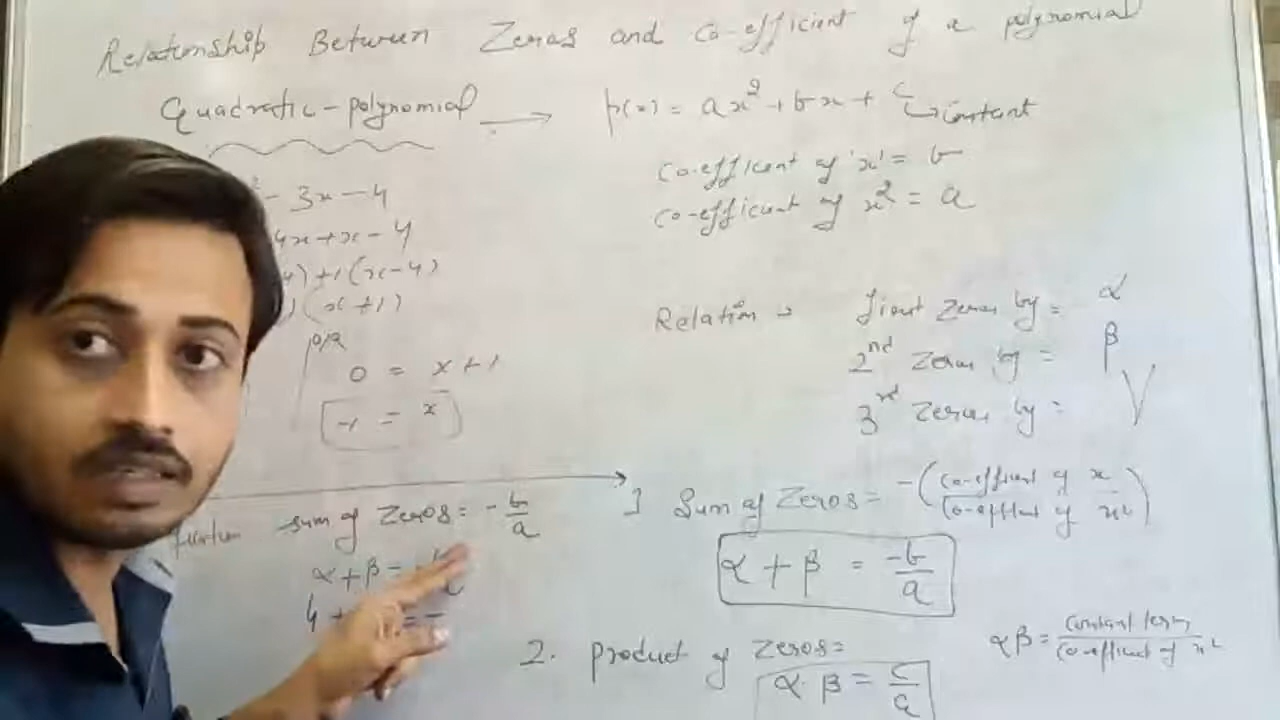 Relationship Between Zeros and Co-efficient of a polynomial
Quadratic-polynomial → p(x) = ax² + bx + c → constant
Co-efficient of 'x' = b
Co-efficient of x² = a
² - 3x - 4
4x + x - 4
4) + 1 (x - 4)
) (x + 1)
O/R
0 = x + 1
-1 = x
Relation → first zeros by = α
2nd zeros by = β
3rd zeros by = γ
sum of zeros = - b/a
α + β = -
4 +
= -
1 Sum of zeros = - (co-efficient of x / co-efficient of x²)
α + β = -b/a
2. product of zeros =
α . β = c/a
αβ = constant term / co-efficient of x²